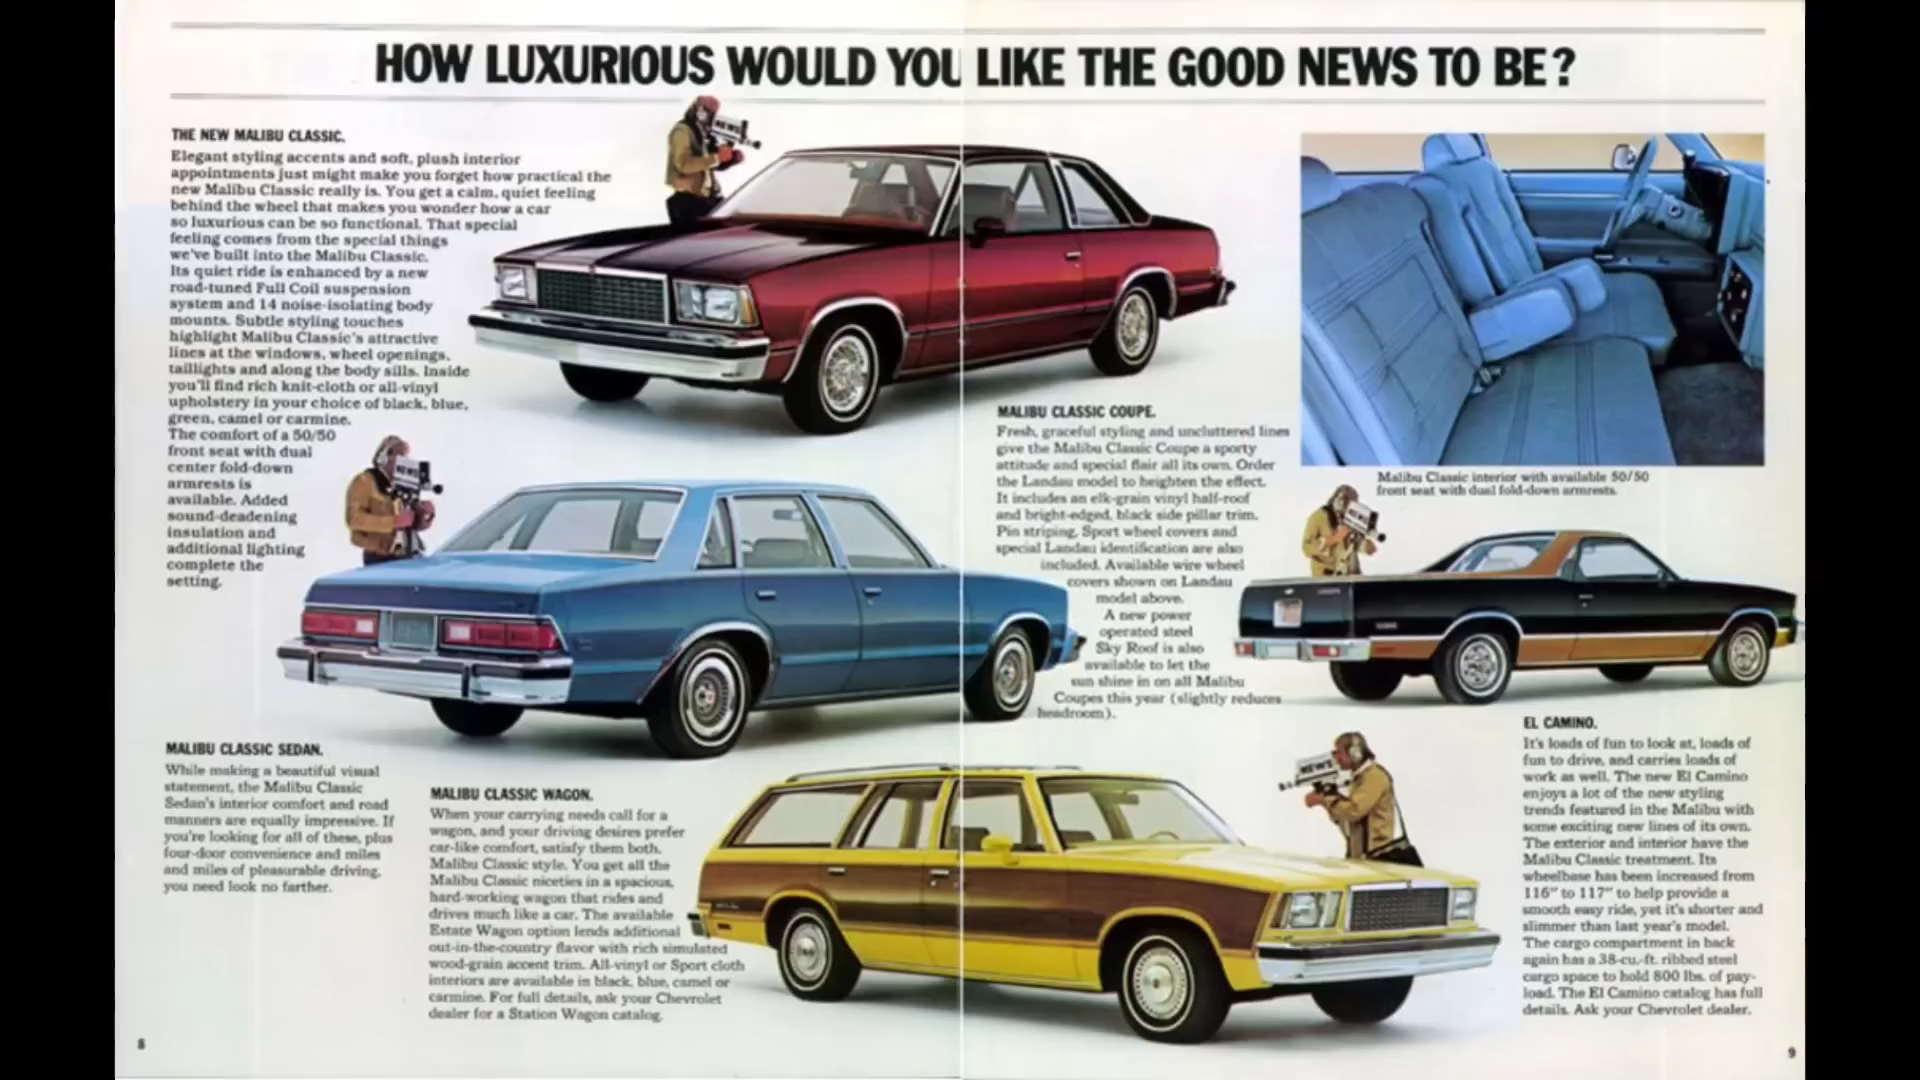 HOW LUXURIOUS WOULD YOU LIKE THE GOOD NEWS TO BE?
THE NEW MALIBU CLASSIC.
Elegant styling accents and soft, plush interior
appointments just might make you forget how practical the
new Malibu Classic really is. You get a calm, quiet feeling
behind the wheel that makes you wonder how a car
so luxurious can be so functional. That special
feeling comes from the special things
we've built into the Malibu Classic.
Its quiet ride is enhanced by a new
road-tuned Full Coil suspension
system and 14 noise-isolating body
mounts. Subtle styling touches
highlight Malibu Classic's attractive
lines at the windows, wheel openings,
taillights and along the body sills. Inside
you'll find rich knit-cloth or all-vinyl
upholstery in your choice of black, blue,
green, camel or carmine.
The comfort of a 50/50
front seat with dual
center fold-down
armrests is
available. Added
sound-deadening
insulation and
additional lighting
complete the
setting.
NEWS
NEWS
MALIBU CLASSIC SEDAN.
While making a beautiful visual
statement, the Malibu Classic
Sedan's interior comfort and road
manners are equally impressive. If
you're looking for all of these, plus
four-door convenience and miles
and miles of pleasurable driving,
you need look no farther.
MALIBU CLASSIC WAGON.
When your carrying needs call for a
wagon, and your driving desires prefer
car-like comfort, satisfy them both,
Malibu Classic style. You get all the
Malibu Classic niceties in a spacious,
hard-working wagon that rides and
drives much like a car. The available
Estate Wagon option lends additional
out-in-the-country flavor with rich simulated
wood-grain accent trim. All-vinyl or Sport cloth
interiors are available in black, blue, camel or
carmine. For full details, ask your Chevrolet
dealer for a Station Wagon catalog.
8
MALIBU CLASSIC COUPE.
Fresh, graceful styling and uncluttered lines
give the Malibu Classic Coupe a sporty
attitude and special flair all its own. Order
the Landau model to heighten the effect.
It includes an elk-grain vinyl half-roof
and bright-edged, black side pillar trim.
Pin striping, Sport wheel covers and
special Landau identification are also
included. Available wire wheel
covers shown on Landau
model above.
A new power
operated steel
Sky Roof is also
available to let the
sun shine in on all Malibu
Coupes this year (slightly reduces
headroom).
Malibu Classic interior with available 50/50
front seat with dual fold-down armrests.
NEWS
NEWS
EL CAMINO.
It's loads of fun to look at, loads of
fun to drive, and carries loads of
work as well. The new El Camino
enjoys a lot of the new styling
trends featured in the Malibu with
some exciting new lines of its own.
The exterior and interior have the
Malibu Classic treatment. Its
wheelbase has been increased from
116" to 117" to help provide a
smooth easy ride, yet it's shorter and
slimmer than last year's model.
The cargo compartment in back
again has a 38-cu.-ft. ribbed steel
cargo space to hold 800 lbs. of pay-
load. The El Camino catalog has full
details. Ask your Chevrolet dealer.
9